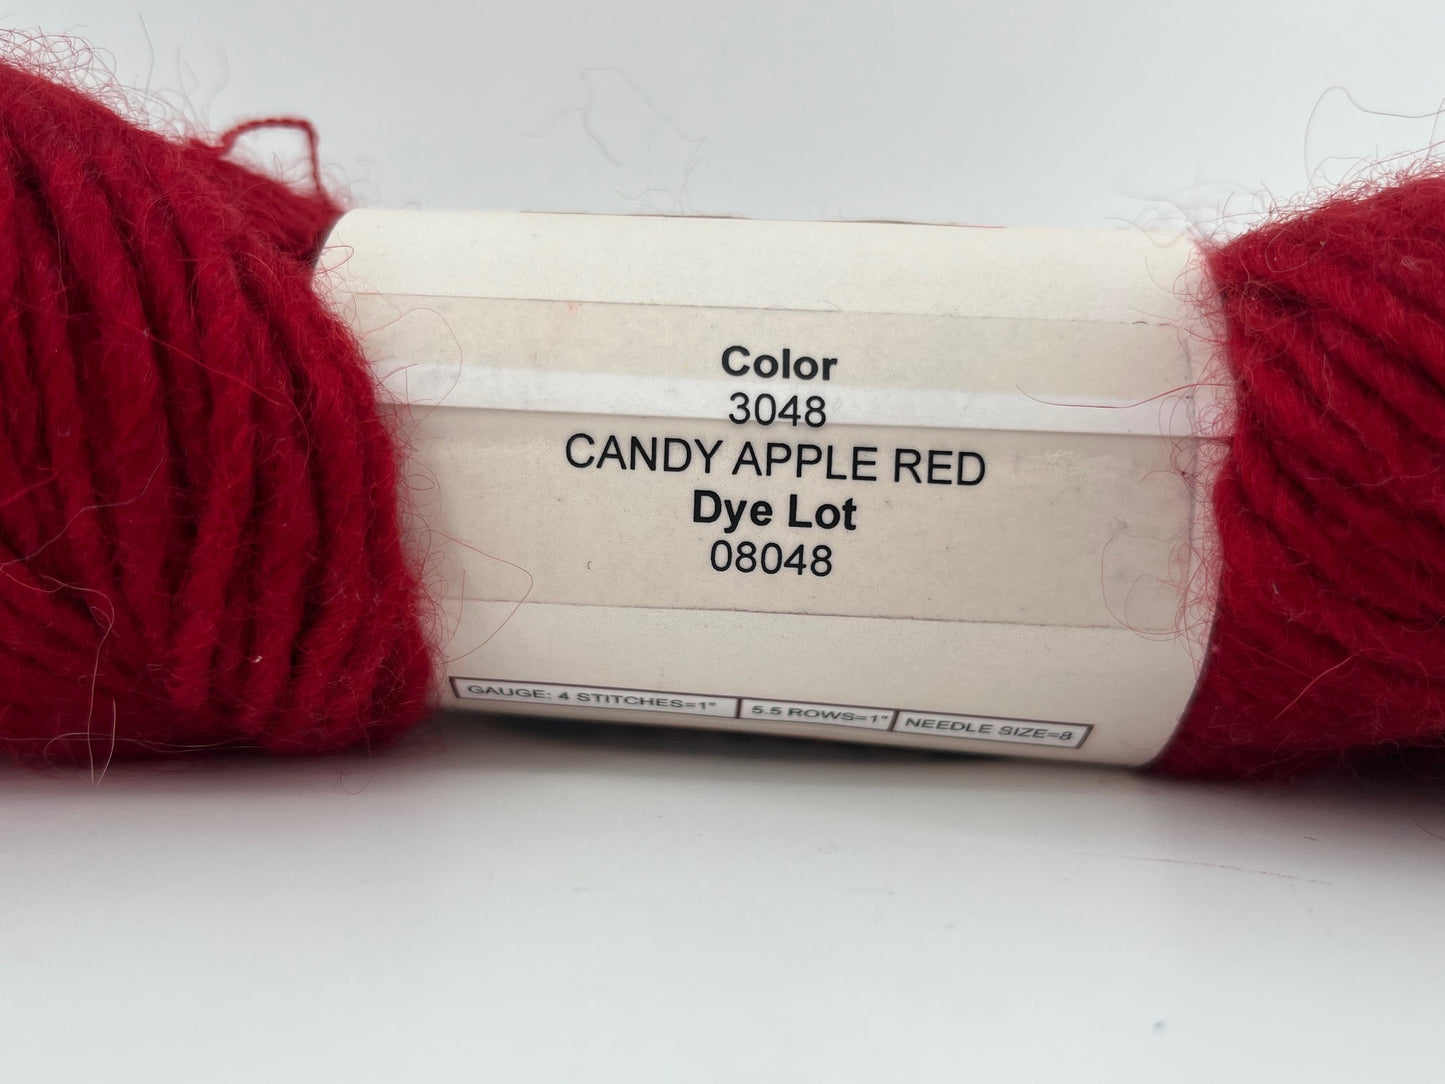 Color
3048
CANDY APPLE RED
Dye Lot
08048
GAUGE: 4 STITCHES=1" 5.5 ROWS=1" NEEDLE SIZE=8